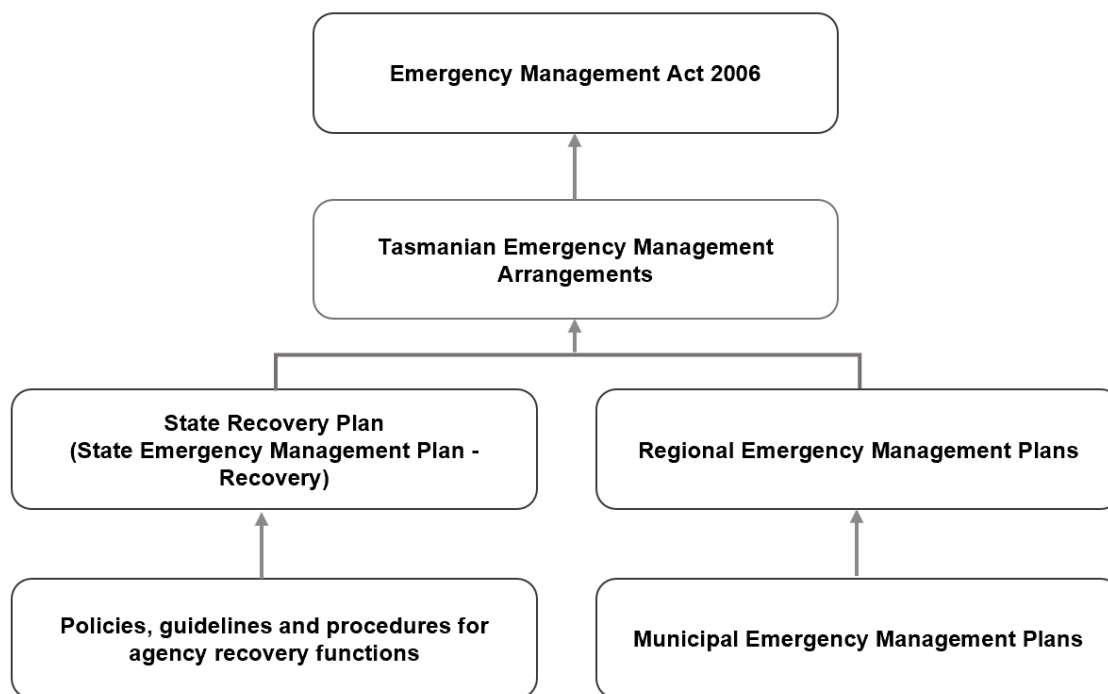 Emergency Management Act 2006
Tasmanian Emergency Management
Arrangements
State Recovery Plan
(State Emergency Management Plan -
Recovery)
Regional Emergency Management Plans
Policies, guidelines and procedures for
agency recovery functions
Municipal Emergency Management Plans